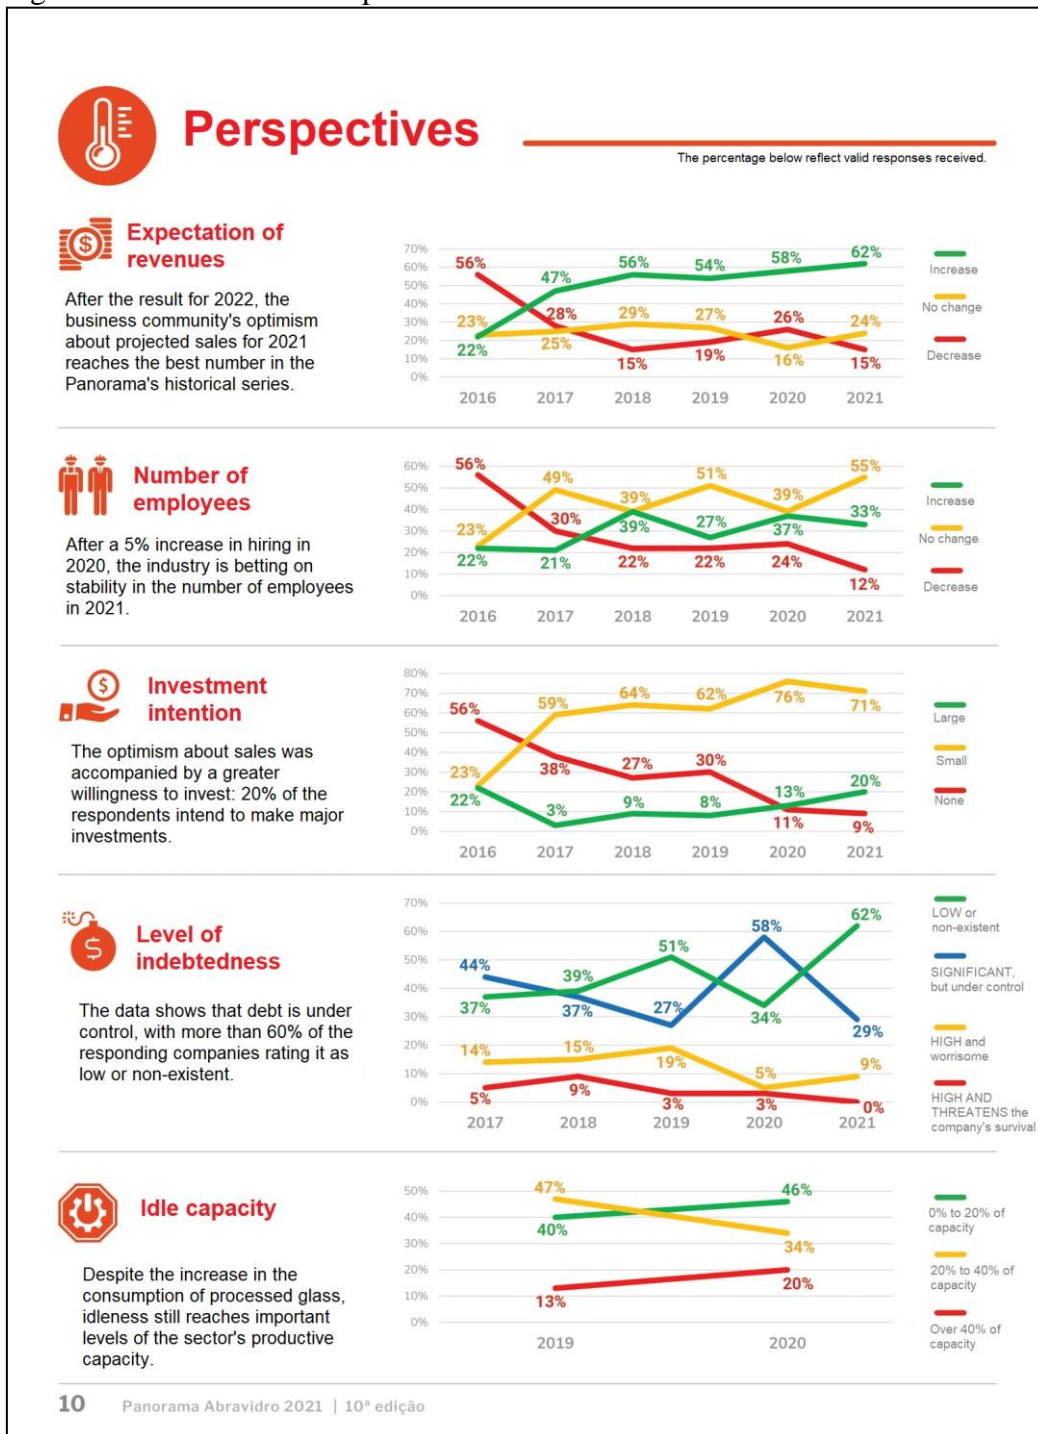 Perspectives
The percentage below reflect valid responses received.
Expectation of
revenues
After the result for 2022, the
business community's optimism
about projected sales for 2021
reaches the best number in the
Panorama's historical series.
70%
60%
50%
40%
30%
20%
10%
0%
56%
47%
56%
54%
58%
62%
23%
28%
29%
27%
26%
24%
22%
25%
15%
19%
16%
15%
2016 2017 2018 2019 2020 2021
Increase
No change
Decrease
Number of
employees
After a 5% increase in hiring in
2020, the industry is betting on
stability in the number of employees
in 2021.
60%
50%
40%
30%
20%
10%
0%
56%
49%
39%
51%
39%
55%
23%
30%
39%
27%
37%
33%
22%
21%
22%
22%
24%
12%
2016 2017 2018 2019 2020 2021
Increase
No change
Decrease
Investment
intention
The optimism about sales was
accompanied by a greater
willingness to invest: 20% of the
respondents intend to make major
investments.
80%
70%
60%
50%
40%
30%
20%
10%
0%
56%
59%
64%
62%
76%
71%
23%
38%
27%
30%
13%
20%
22%
3%
9%
8%
11%
9%
2016 2017 2018 2019 2020 2021
Large
Small
None
Level of
indebtedness
The data shows that debt is under
control, with more than 60% of the
responding companies rating it as
low or non-existent.
70%
60%
50%
40%
30%
20%
10%
0%
44%
39%
51%
58%
62%
37%
37%
27%
34%
29%
14%
15%
19%
5%
9%
5%
9%
3%
3%
0%
2017 2018 2019 2020 2021
LOW or
non-existent
SIGNIFICANT,
but under control
HIGH and
worrisome
HIGH AND
THREATENS the
company's survival
Idle capacity
Despite the increase in the
consumption of processed glass,
idleness still reaches important
levels of the sector's productive
capacity.
50%
40%
30%
20%
10%
0%
47%
46%
40%
34%
13%
20%
2019 2020
0% to 20% of
capacity
20% to 40% of
capacity
Over 40% of
capacity
10 Panorama Abravidro 2021 | 10ª edição